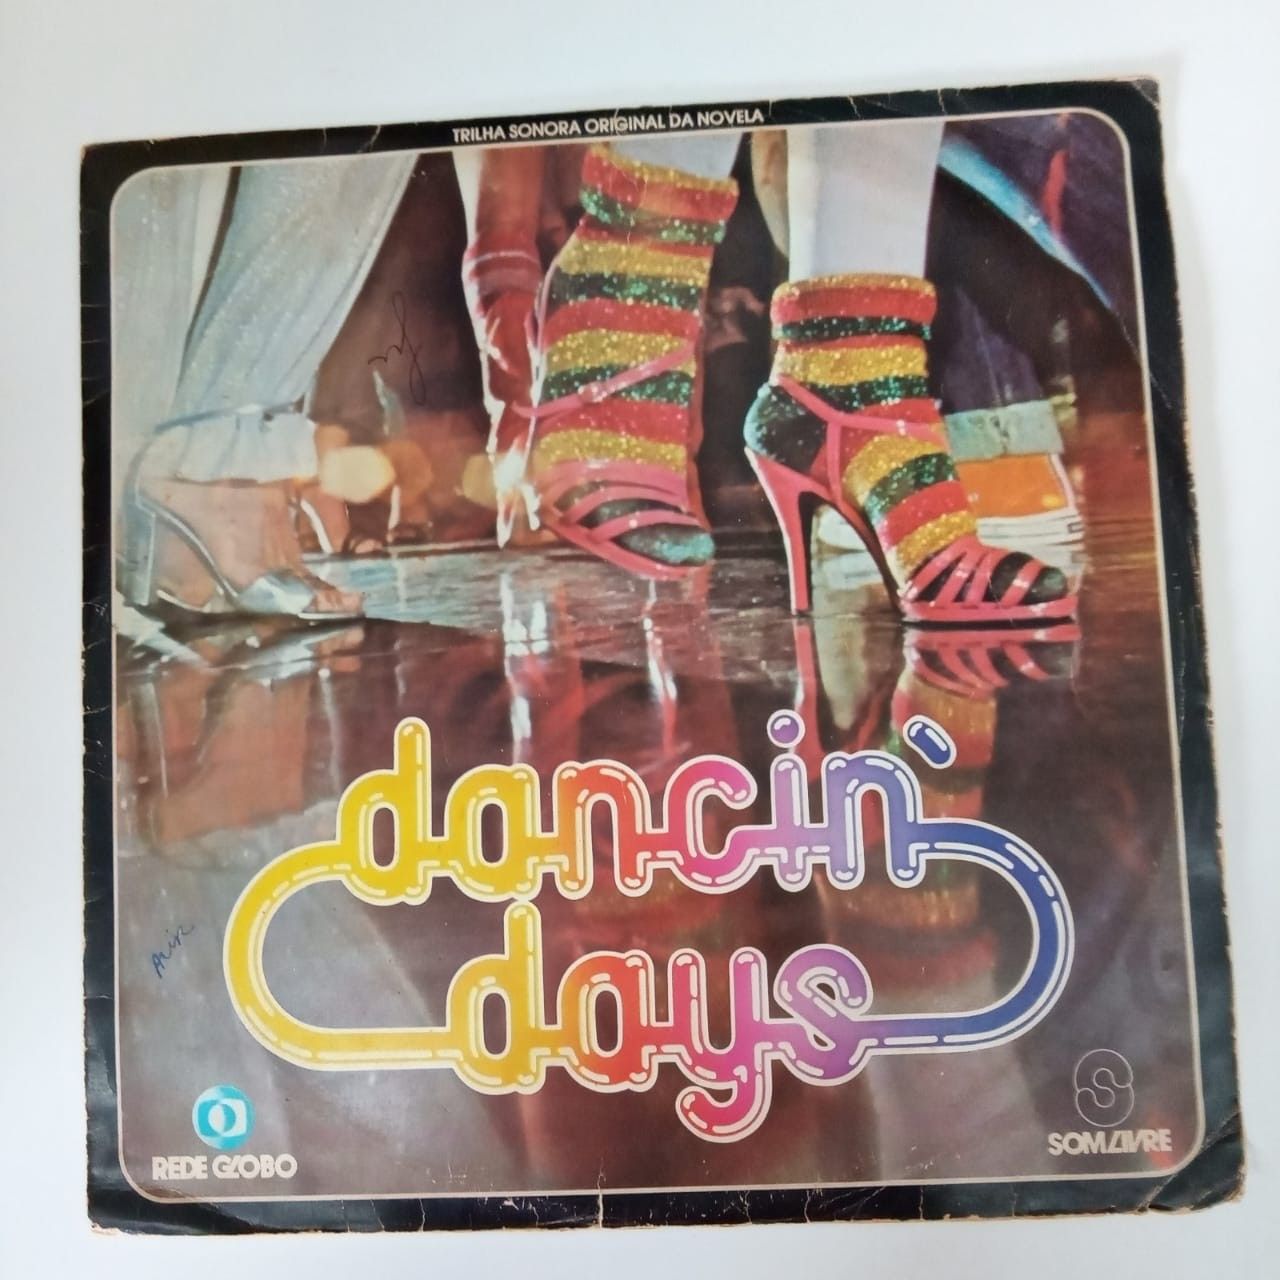 TRILHA SONORA ORIGINAL DA NOVELA
dancin'
days
REDE GLOBO
SOM LIVRE